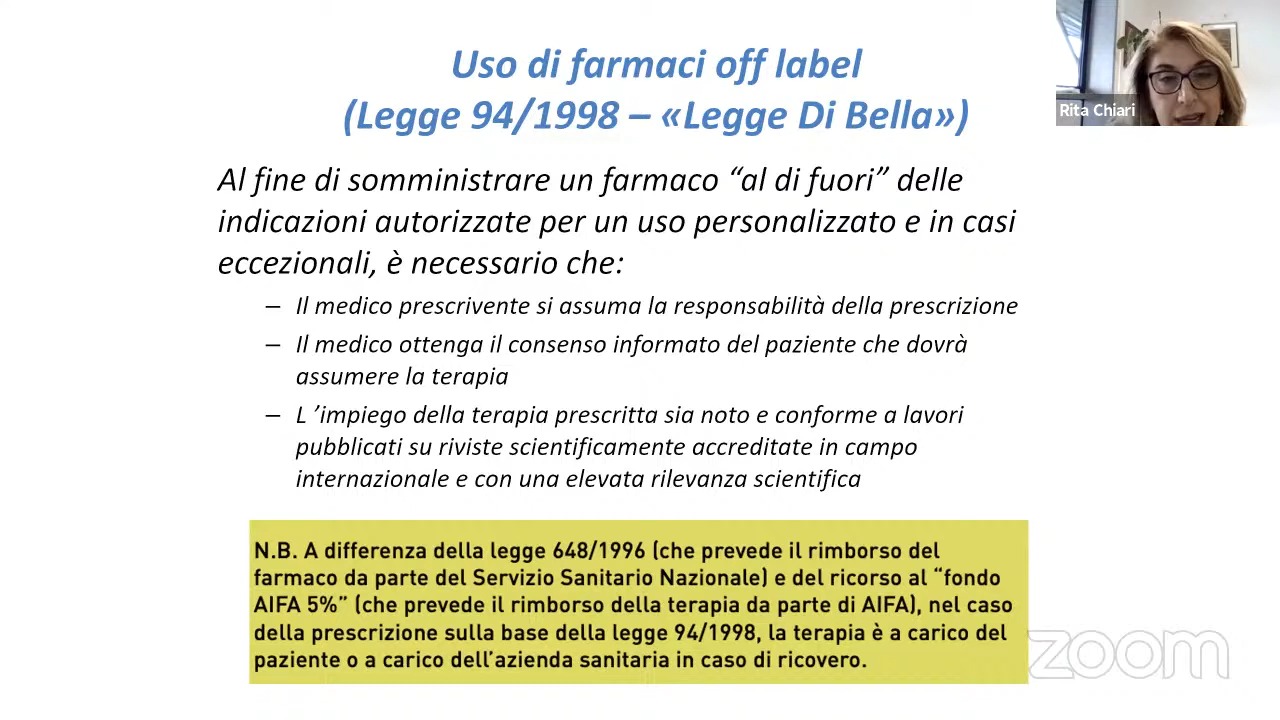 Uso di farmaci off label
(Legge 94/1998 – «Legge Di Bella»)
Rita Chiari
Al fine di somministrare un farmaco “al di fuori” delle
indicazioni autorizzate per un uso personalizzato e in casi
eccezionali, è necessario che:
– Il medico prescrivente si assuma la responsabilità della prescrizione
– Il medico ottenga il consenso informato del paziente che dovrà
assumere la terapia
– L ’impiego della terapia prescritta sia noto e conforme a lavori
pubblicati su riviste scientificamente accreditate in campo
internazionale e con una elevata rilevanza scientifica
N.B. A differenza della legge 648/1996 (che prevede il rimborso del
farmaco da parte del Servizio Sanitario Nazionale) e del ricorso al “fondo
AIFA 5%” (che prevede il rimborso della terapia da parte di AIFA), nel caso
della prescrizione sulla base della legge 94/1998, la terapia è a carico del
paziente o a carico dell’azienda sanitaria in caso di ricovero.
zoom